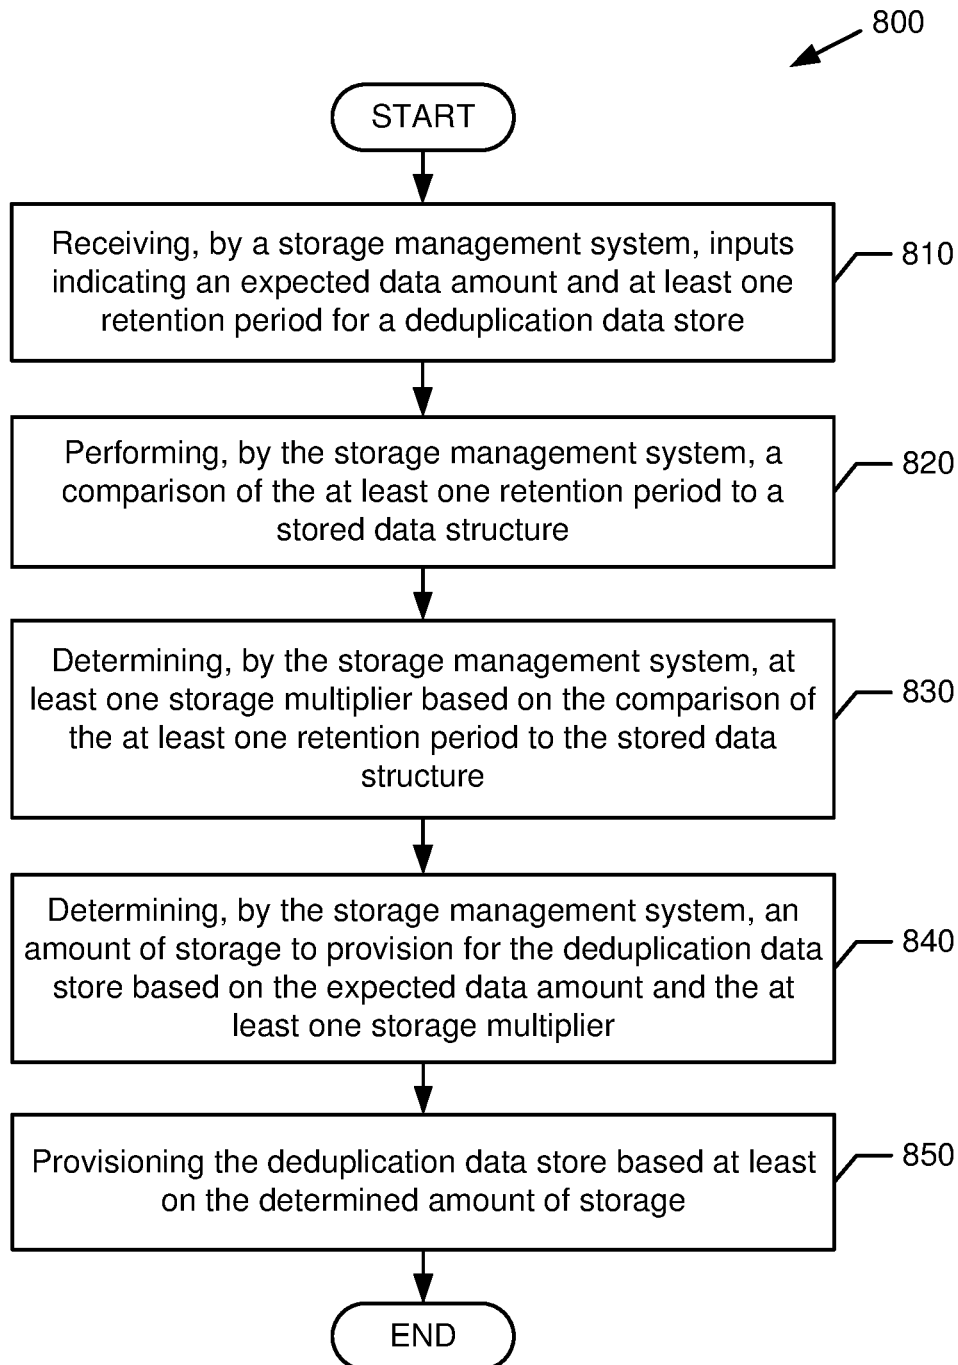 800
START
Receiving, by a storage management system, inputs
indicating an expected data amount and at least one
retention period for a deduplication data store
810
Performing, by the storage management system, a
comparison of the at least one retention period to a
stored data structure
820
Determining, by the storage management system, at
least one storage multiplier based on the comparison of
the at least one retention period to the stored data
structure
830
Determining, by the storage management system, an
amount of storage to provision for the deduplication data
store based on the expected data amount and the at
least one storage multiplier
840
Provisioning the deduplication data store based at least
on the determined amount of storage
850
END